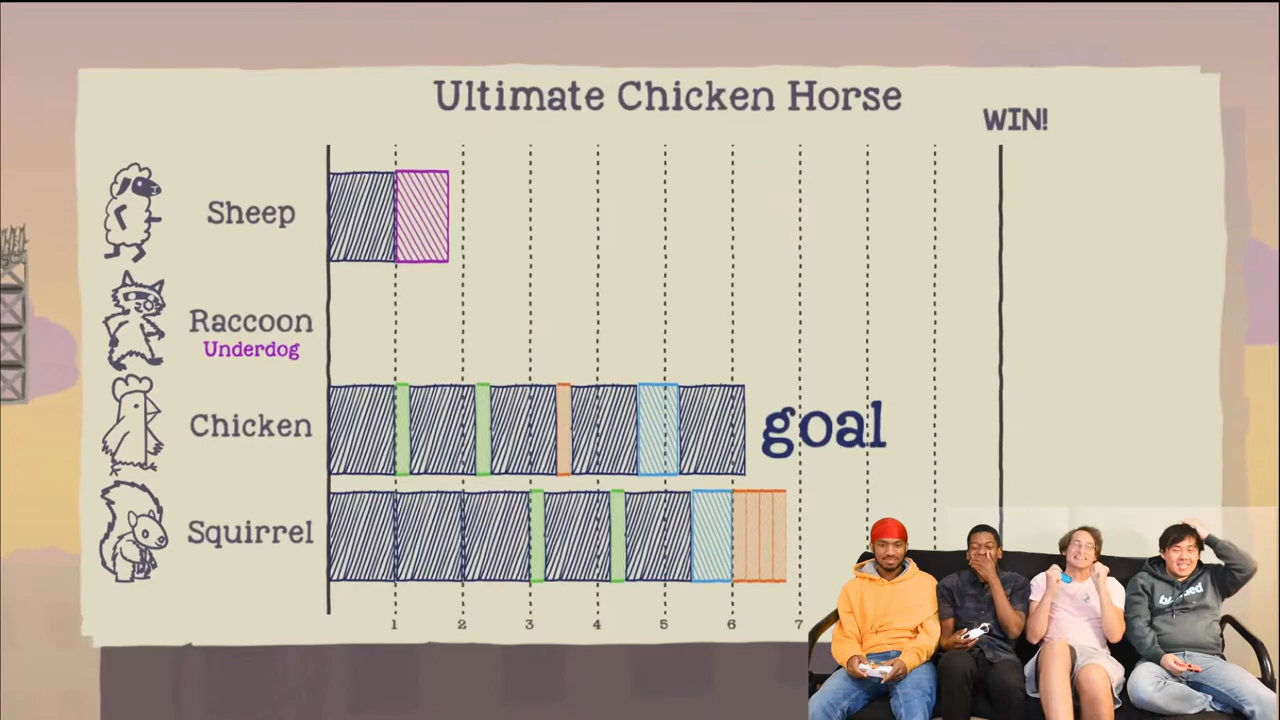 Ultimate Chicken Horse
WIN!
Sheep
Raccoon
Underdog
Chicken
goal
Squirrel
1 2 3 4 5 6 7